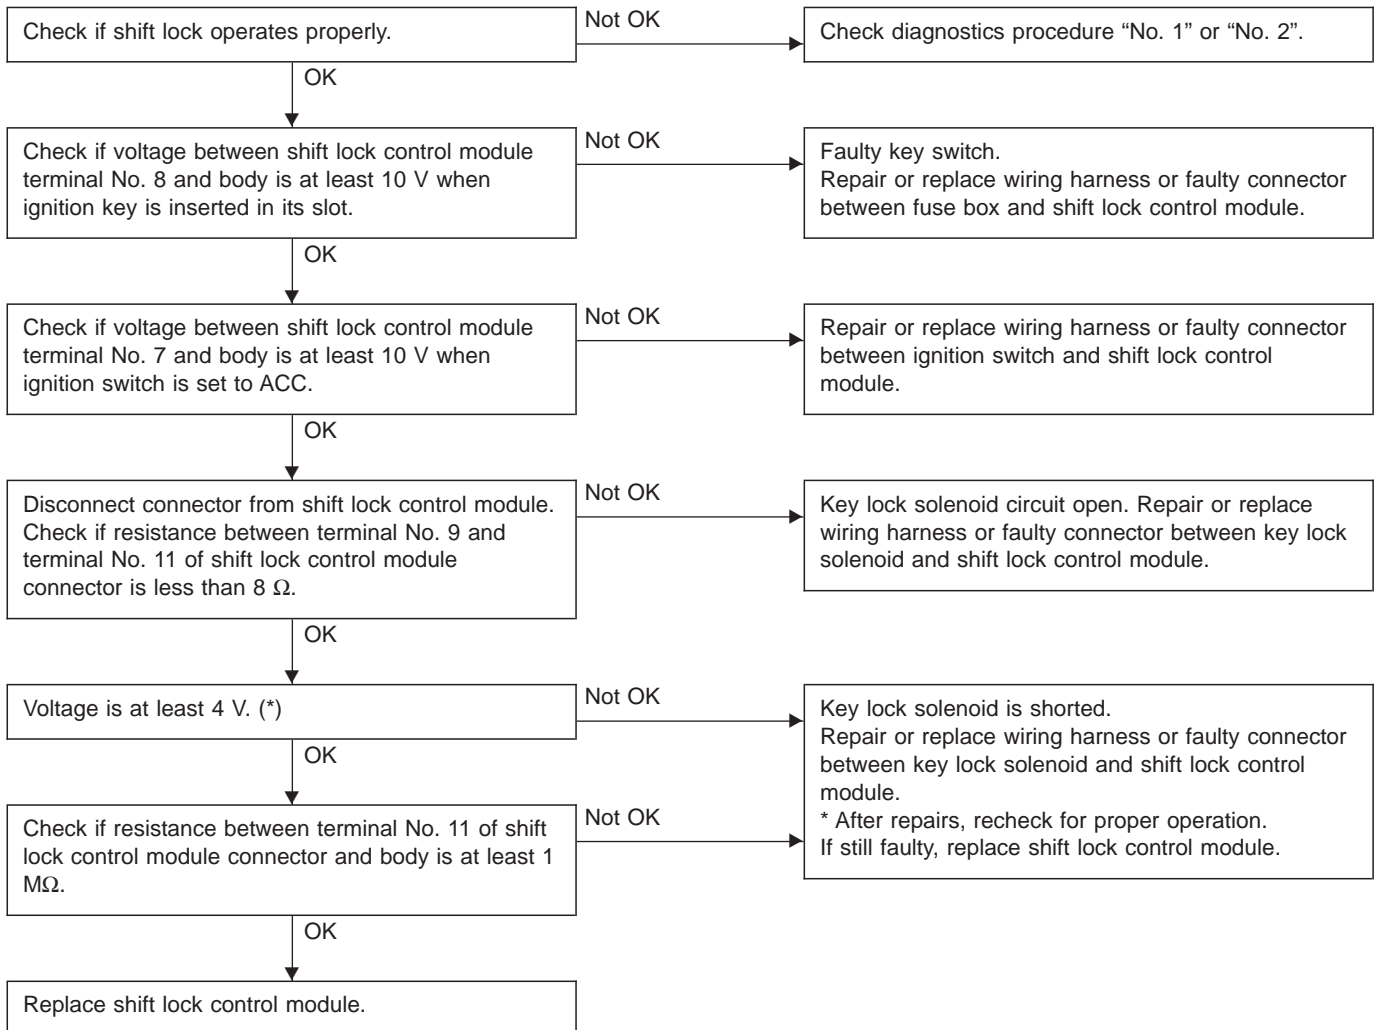 Check if shift lock operates properly.
Not OK
Check diagnostics procedure “No. 1” or “No. 2”.
OK
Check if voltage between shift lock control module
terminal No. 8 and body is at least 10 V when
ignition key is inserted in its slot.
Not OK
Faulty key switch.
Repair or replace wiring harness or faulty connector
between fuse box and shift lock control module.
OK
Check if voltage between shift lock control module
terminal No. 7 and body is at least 10 V when
ignition switch is set to ACC.
Not OK
Repair or replace wiring harness or faulty connector
between ignition switch and shift lock control
module.
OK
Disconnect connector from shift lock control module.
Check if resistance between terminal No. 9 and
terminal No. 11 of shift lock control module
connector is less than 8 Ω.
Not OK
Key lock solenoid circuit open. Repair or replace
wiring harness or faulty connector between key lock
solenoid and shift lock control module.
OK
Voltage is at least 4 V. (*)
Not OK
Key lock solenoid is shorted.
Repair or replace wiring harness or faulty connector
between key lock solenoid and shift lock control
module.
* After repairs, recheck for proper operation.
If still faulty, replace shift lock control module.
OK
Check if resistance between terminal No. 11 of shift
lock control module connector and body is at least 1
MΩ.
Not OK
OK
Replace shift lock control module.